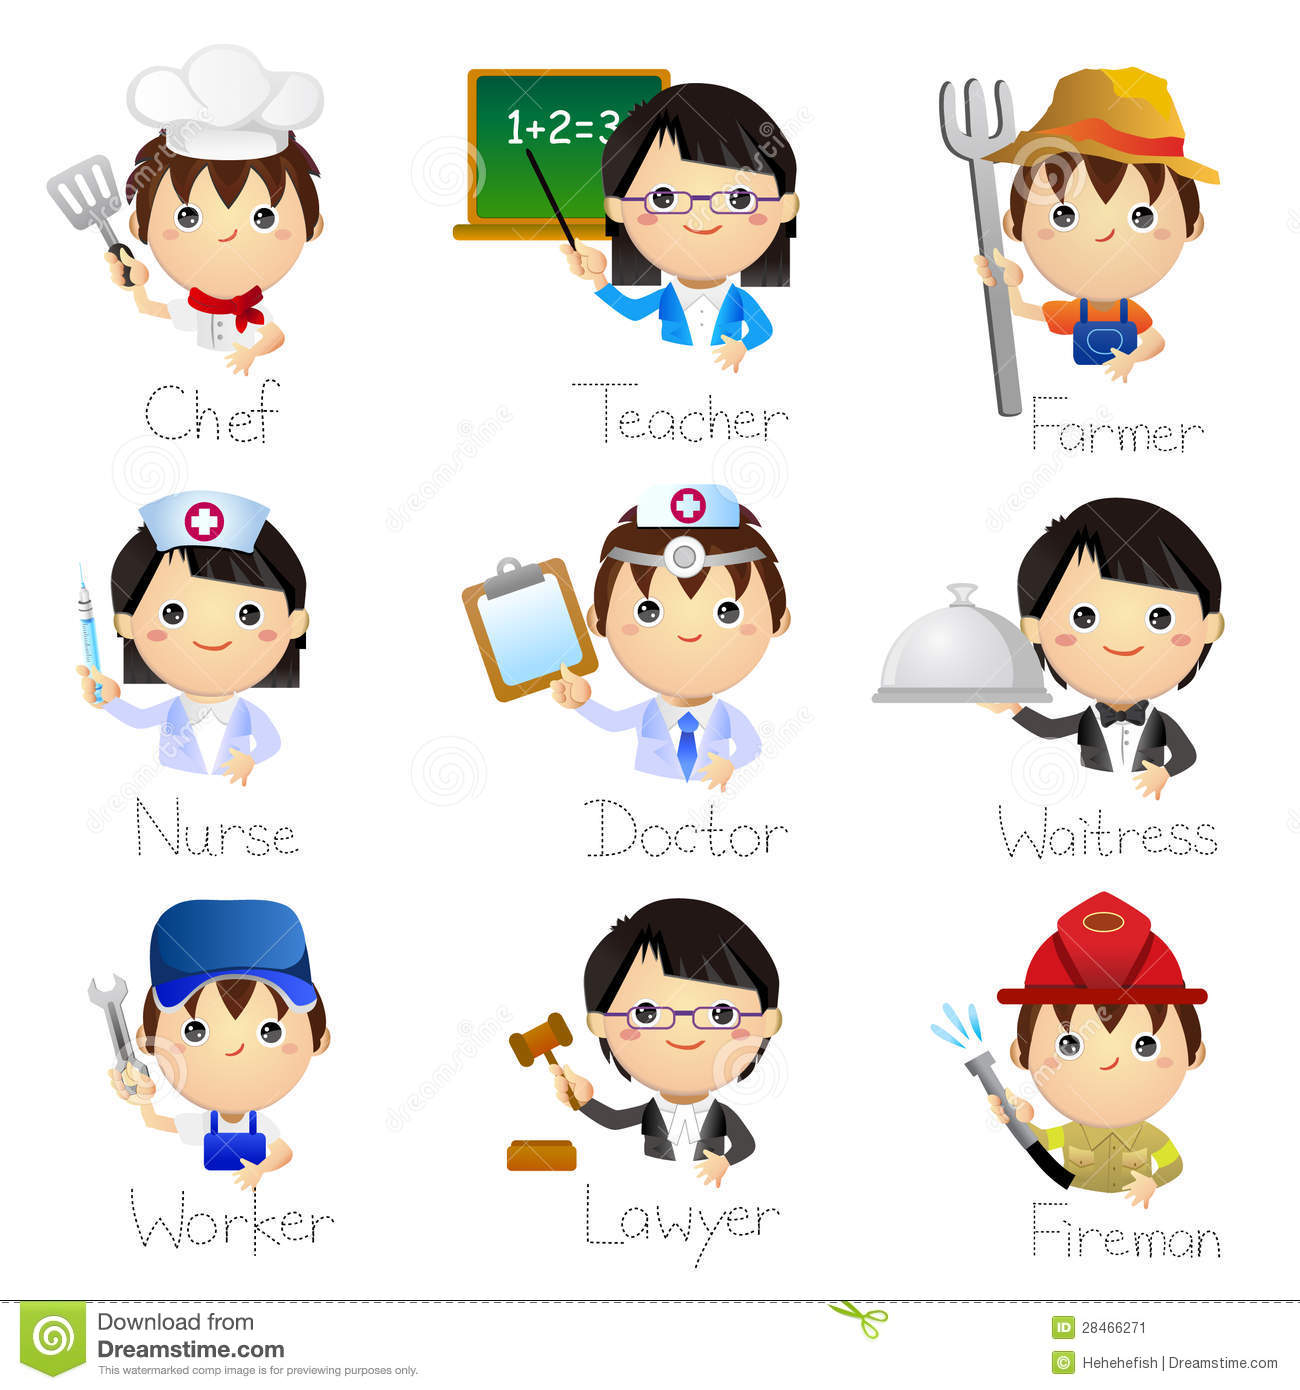 1+2=3
Chef
Teacher
Farmer
Nurse
Doctor
Waitress
Worker
Lawyer
Fireman
dreamstime
Download from
Dreamstime.com
This watermarked comp image is for previewing purposes only.
ID 28466271
© Hehehefish | Dreamstime.com